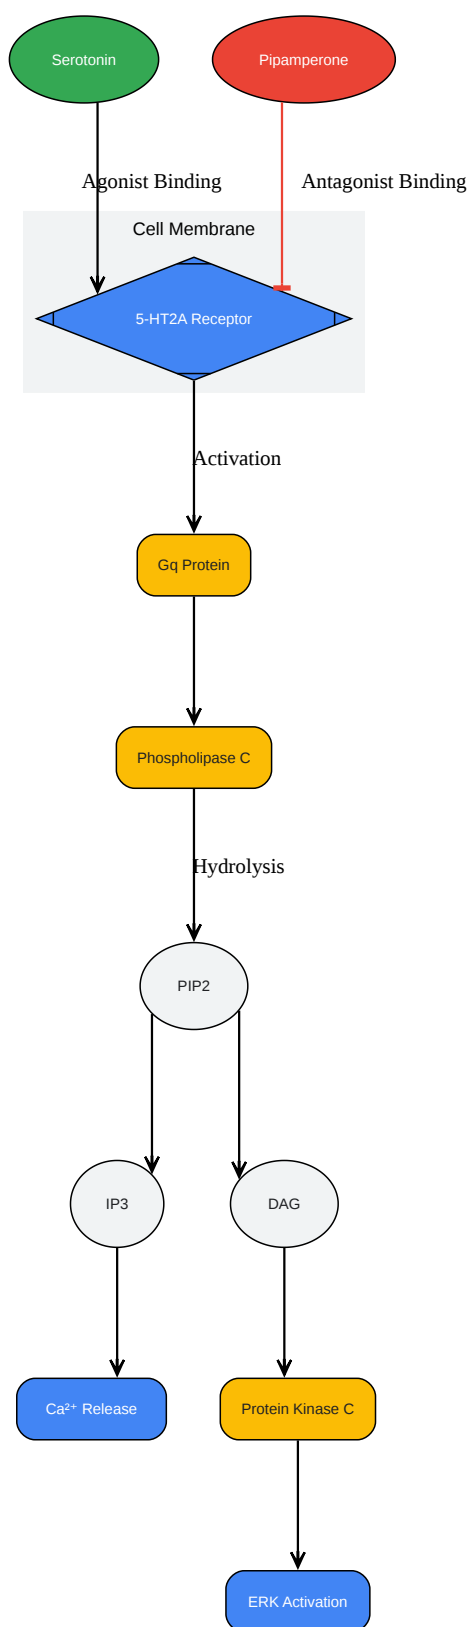 Serotonin
Pipamperone
Agonist Binding
Antagonist Binding
Cell Membrane
5-HT2A Receptor
Activation
Gq Protein
Phospholipase C
Hydrolysis
PIP2
IP3
DAG
Ca²⁺ Release
Protein Kinase C
ERK Activation